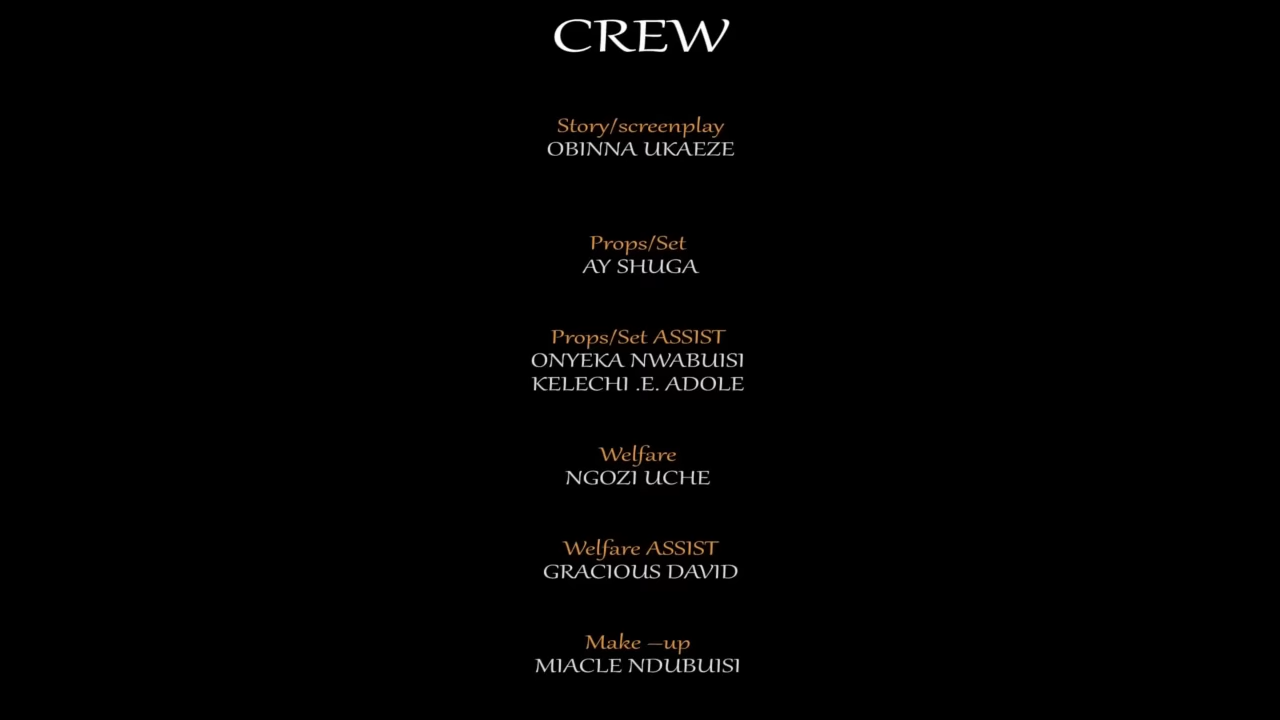 CREW
Story/screenplay
OBINNA UKAEZE
Props/Set
AY SHUGA
Props/Set ASSIST
ONYEKA NWABUISI
KELECHI .E. ADOLE
Welfare
NGOZI UCHE
Welfare ASSIST
GRACIOUS DAVID
Make –up
MIACLE NDUBUISI